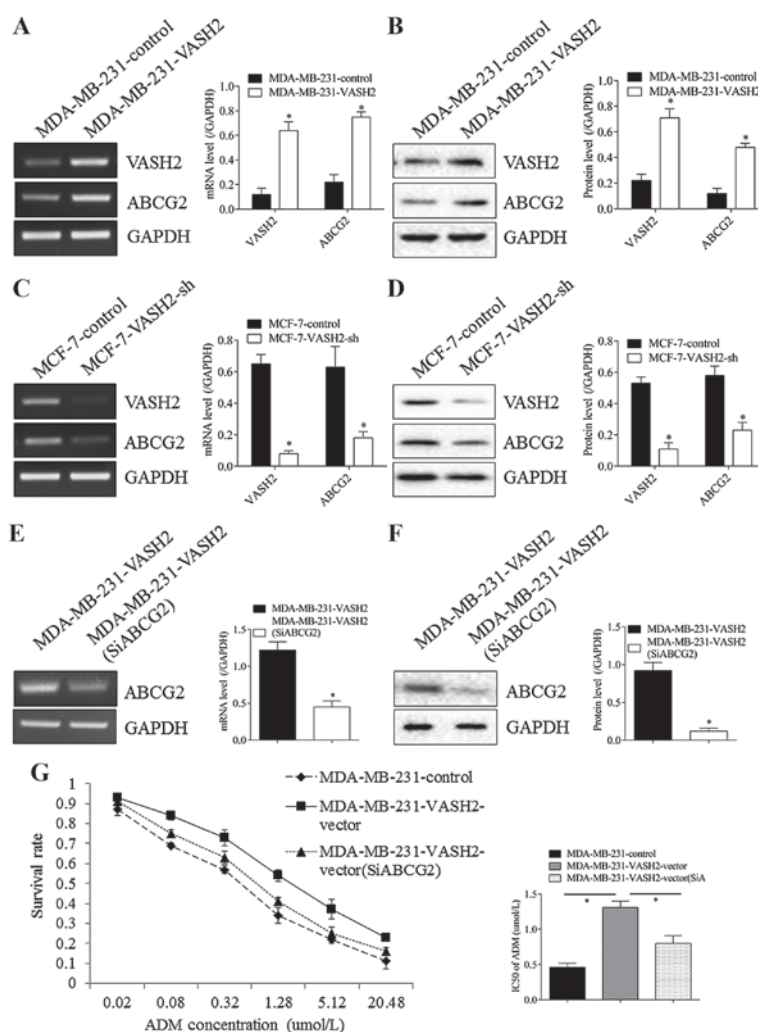 A
MDA-MB-231-control
MDA-MB-231-VASH2
VASH2
ABCG2
GAPDH
MDA-MB-231-control
MDA-MB-231-VASH2
mRNA level (/GAPDH)
0.8
0.6
0.4
0.2
0.0
*
*
VASH2
ABCG2
B
MDA-MB-231-control
MDA-MB-231-VASH2
VASH2
ABCG2
GAPDH
MDA-MB-231-control
MDA-MB-231-VASH2
Protein level (/GAPDH)
0.8
0.6
0.4
0.2
0.0
*
*
VASH2
ABCG2
C
MCF-7-control
MCF-7-VASH2-sh
VASH2
ABCG2
GAPDH
MCF-7-control
MCF-7-VASH2-sh
mRNA level (/GAPDH)
0.8
0.6
0.4
0.2
0.0
*
*
VASH2
ABCG2
D
MCF-7-control
MCF-7-VASH2-sh
VASH2
ABCG2
GAPDH
MCF-7-control
MCF-7-VASH2-sh
Protein level (/GAPDH)
0.8
0.6
0.4
0.2
0.0
*
*
VASH2
ABCG2
E
MDA-MB-231-VASH2
MDA-MB-231-VASH2
(SiABCG2)
ABCG2
GAPDH
MDA-MB-231-VASH2
MDA-MB-231-VASH2
(SiABCG2)
mRNA level (/GAPDH)
1.5
1.0
0.5
0.0
*
F
MDA-MB-231-VASH2
MDA-MB-231-VASH2
(SiABCG2)
ABCG2
GAPDH
MDA-MB-231-VASH2
MDA-MB-231-VASH2
(SiABCG2)
Protein level (/GAPDH)
1.5
1.0
0.5
0.0
*
G
Survival rate
1
0.9
0.8
0.7
0.6
0.5
0.4
0.3
0.2
0.1
0
0.02 0.08 0.32 1.28 5.12 20.48
ADM concentration (umol/L)
MDA-MB-231-control
MDA-MB-231-VASH2-
vector
MDA-MB-231-VASH2-
vector(SiABCG2)
MDA-MB-231-control
MDA-MB-231-VASH2-vector
MDA-MB-231-VASH2-vector(SiA
IC50 of ADM (umol/L)
1.5
1.0
0.5
0.0
*
*